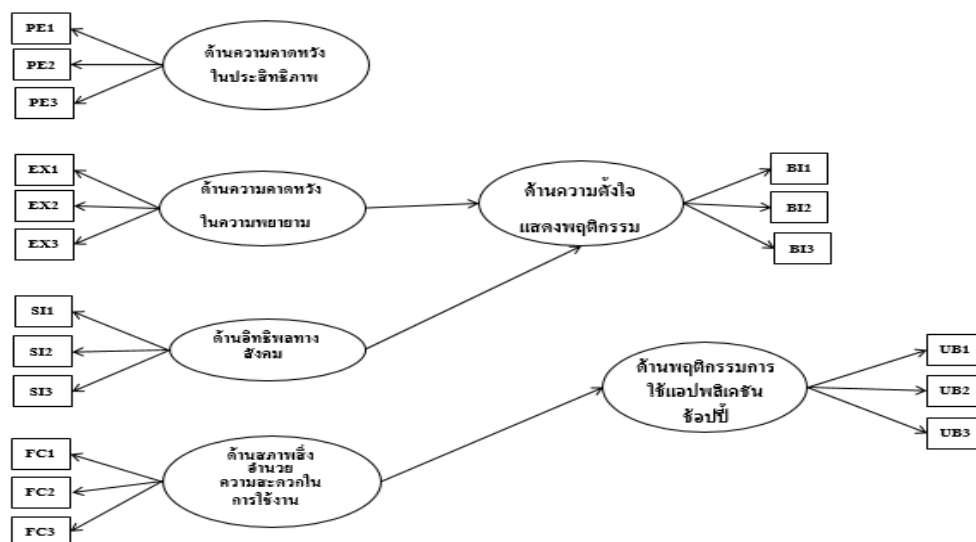 PE1
PE2
PE3
ด้านความคาดหวัง
ในประสิทธิภาพ
EX1
EX2
EX3
ด้านความคาดหวัง
ในความพยายาม
ด้านความตั้งใจ
แสดงพฤติกรรม
BI1
BI2
BI3
SI1
SI2
SI3
ด้านอิทธิพลทาง
สังคม
ด้านพฤติกรรมการ
ใช้แอปพลิเคชัน
ช้อปปี้
UB1
UB2
UB3
FC1
FC2
FC3
ด้านสภาพสิ่ง
อำนวย
ความสะดวกใน
การใช้งาน